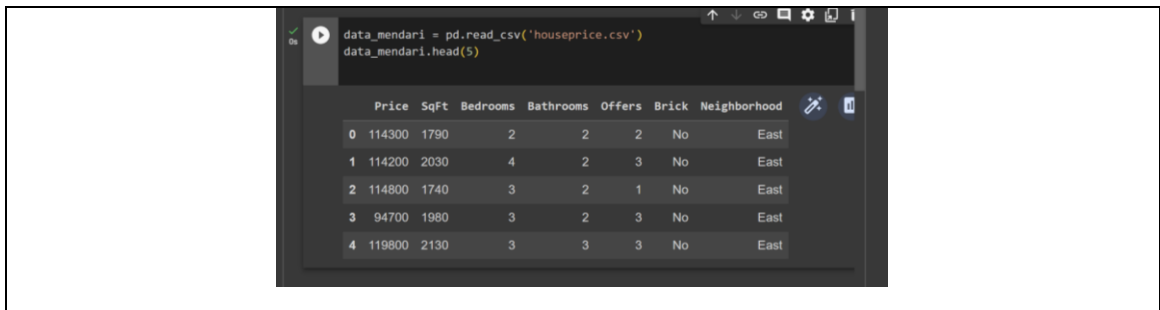 0s
data_mendari = pd.read_csv('houseprice.csv')
data_mendari.head(5)
Price SqFt Bedrooms Bathrooms Offers Brick Neighborhood
0 114300 1790 2 2 2 No East
1 114200 2030 4 2 3 No East
2 114800 1740 3 2 1 No East
3 94700 1980 3 2 3 No East
4 119800 2130 3 3 3 No East